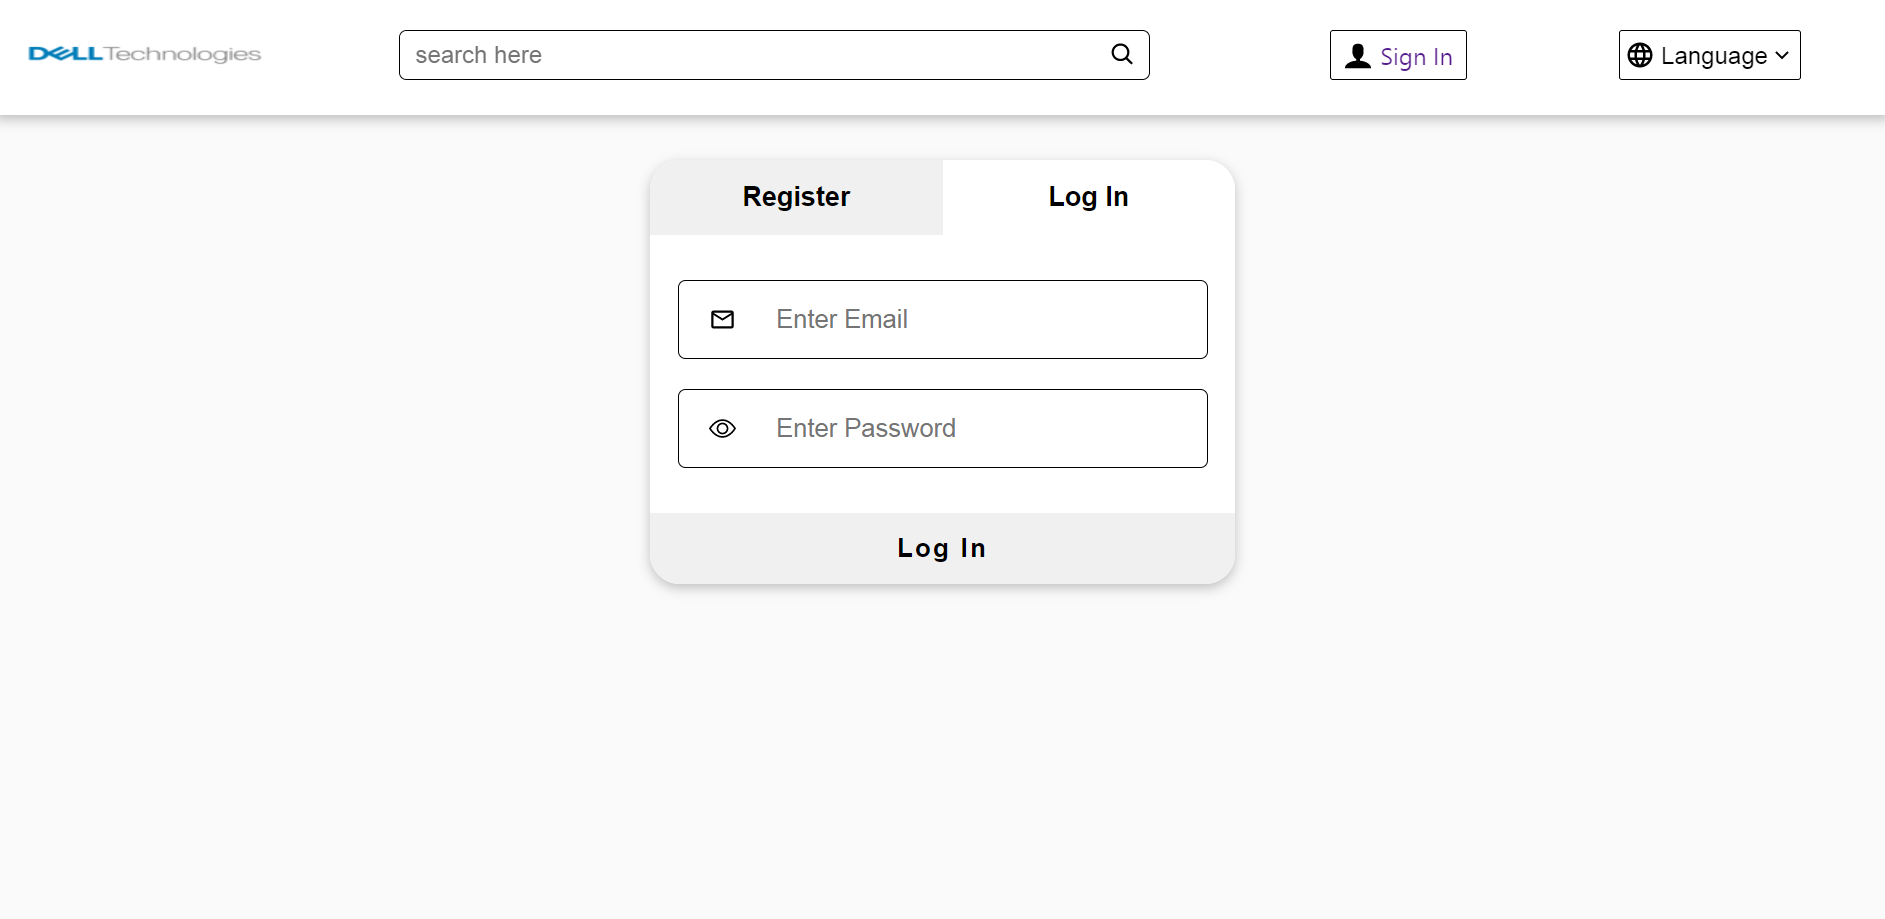 DELL Technologies
search here
Sign In
Language
Register
Log In
Enter Email
Enter Password
Log In